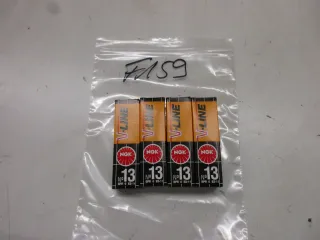 F159
V-LINE V-LINE V-LINE V-LINE
NGK NGK NGK NGK
13 13 13 13